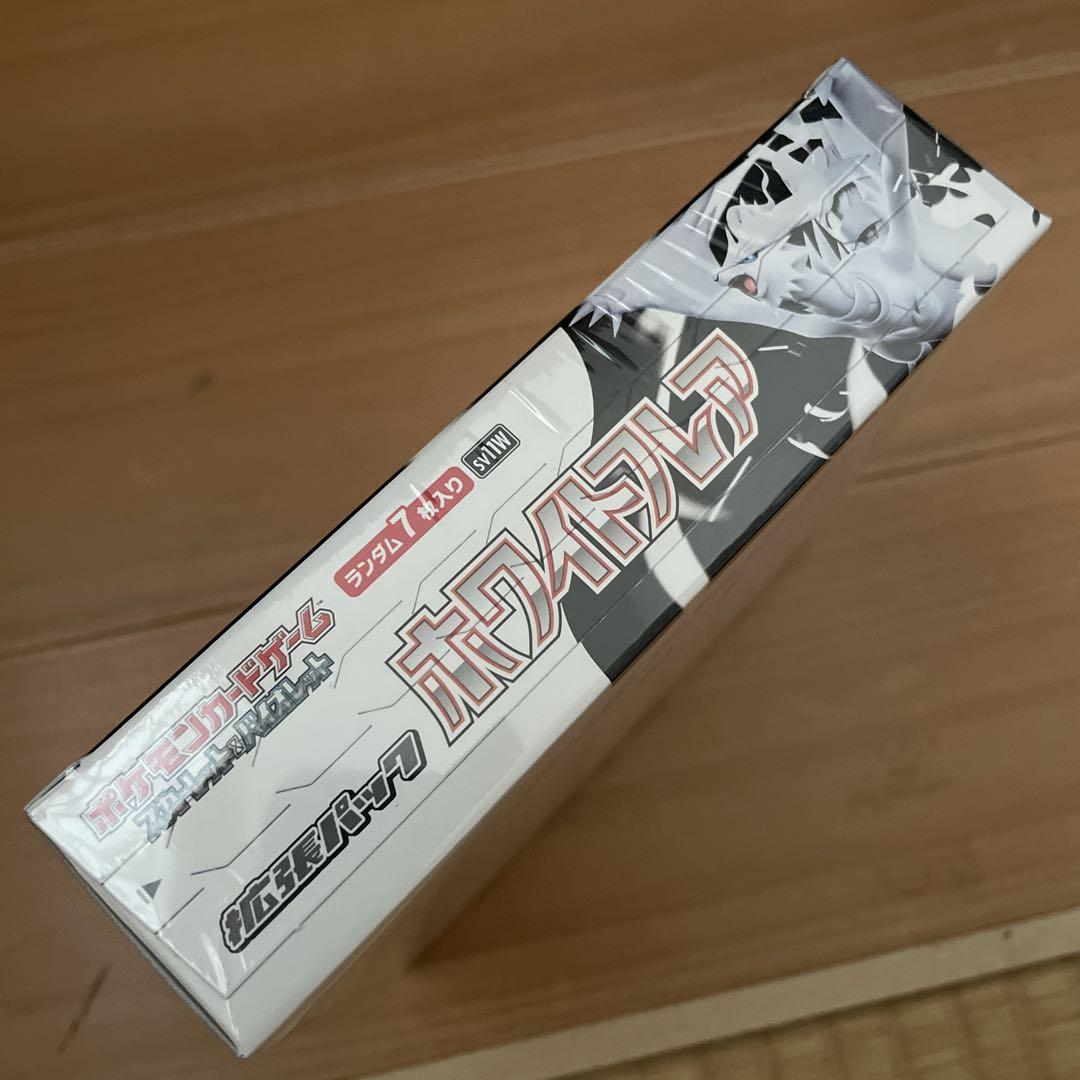 ポケモンカードゲーム™
スカーレット&バイオレット
ランダム7枚入り
sv11W
拡張パック
ホワイトフレア